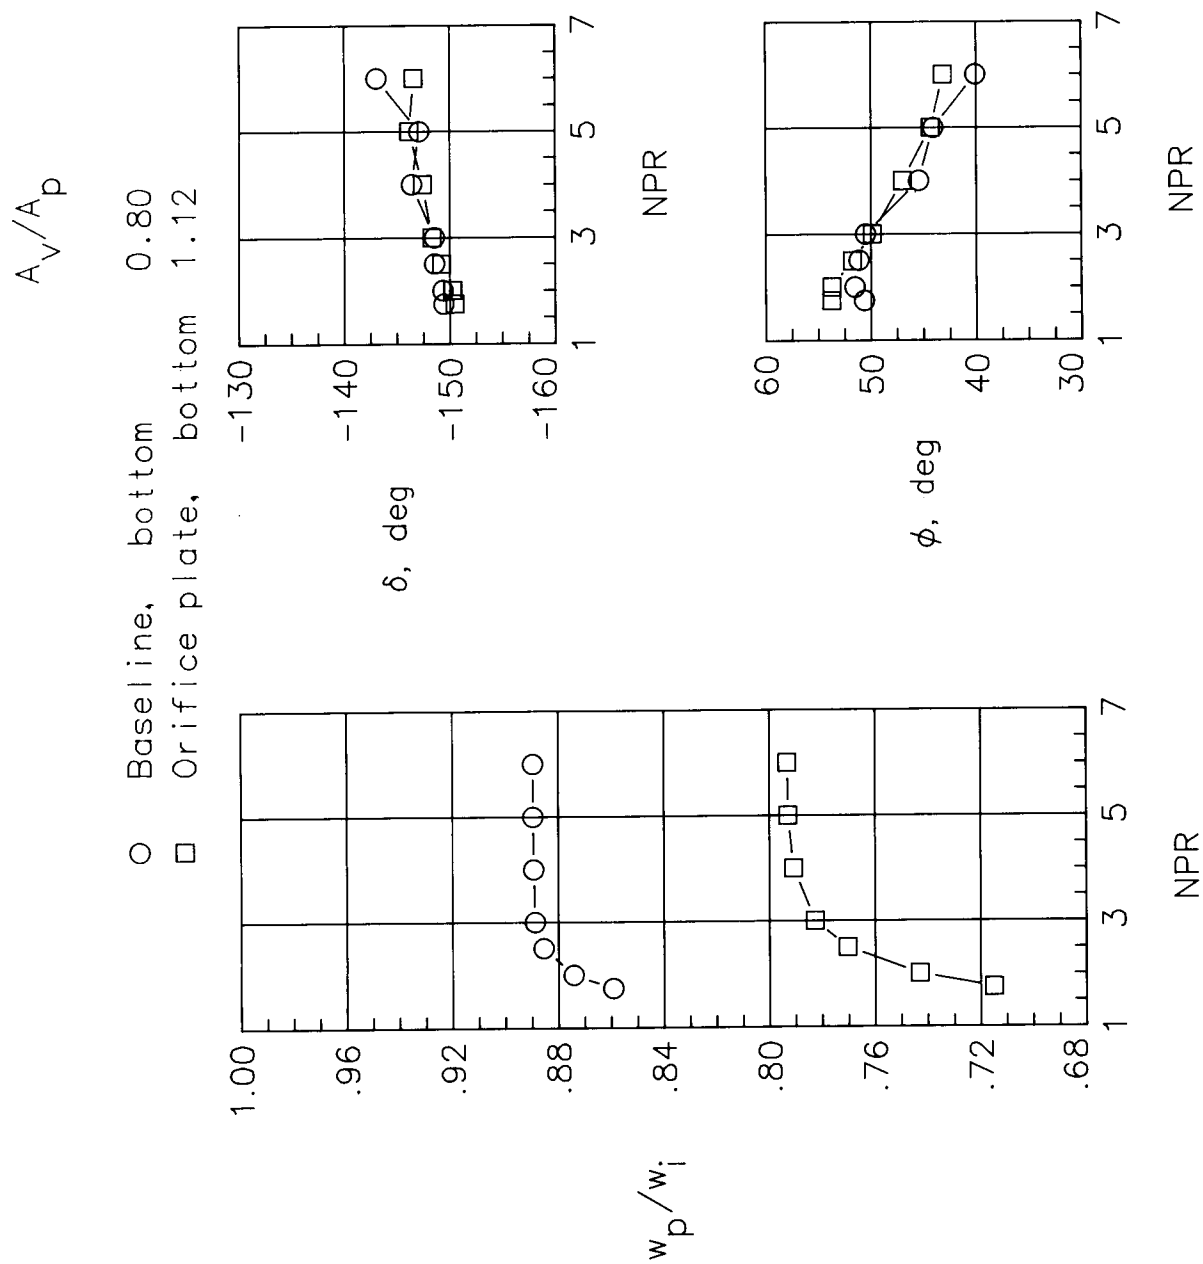 A_v/A_p
○ Baseline, bottom 0.80
□ Orifice plate, bottom 1.12
1.00
.96
.92
.88
.84
.80
.76
.72
.68
w_p/w_i
1 3 5 7
NPR
-130
-140
-150
-160
δ, deg
1 3 5 7
NPR
60
50
40
30
ϕ, deg
1 3 5 7
NPR